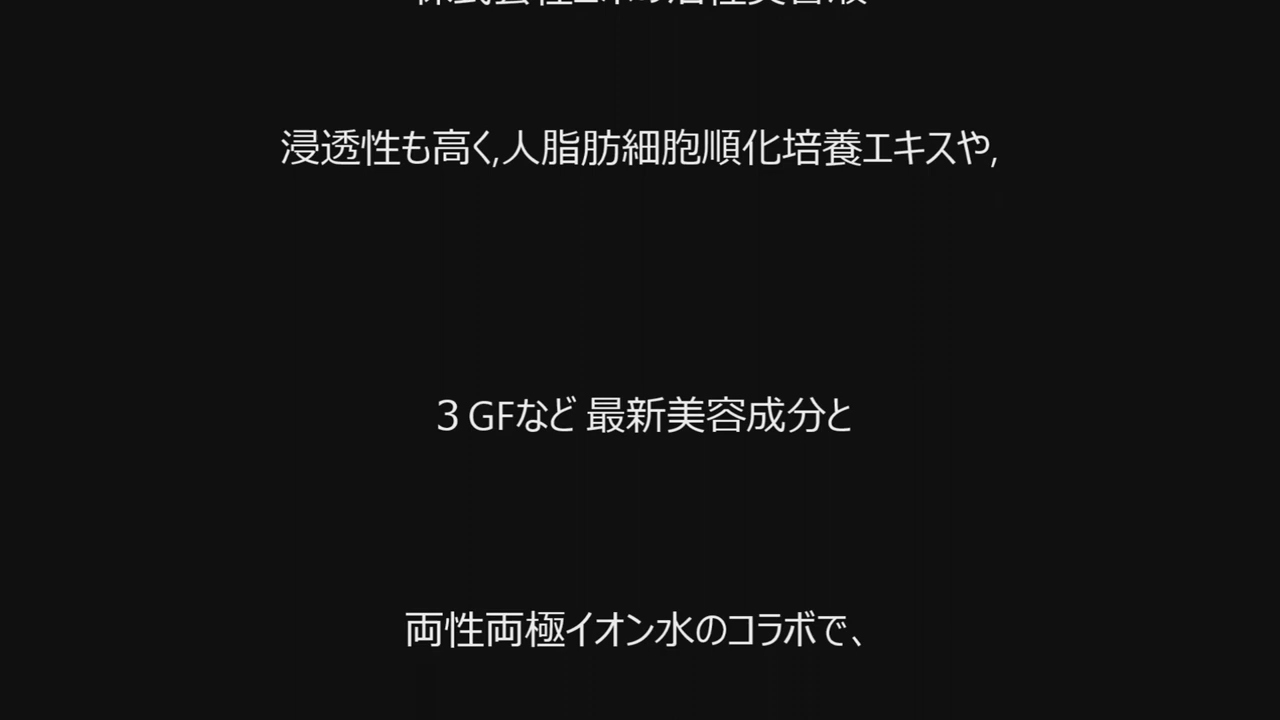 浸透性も高く,人脂肪細胞順化培養エキスや,
３GFなど 最新美容成分と
両性両極イオン水のコラボで、